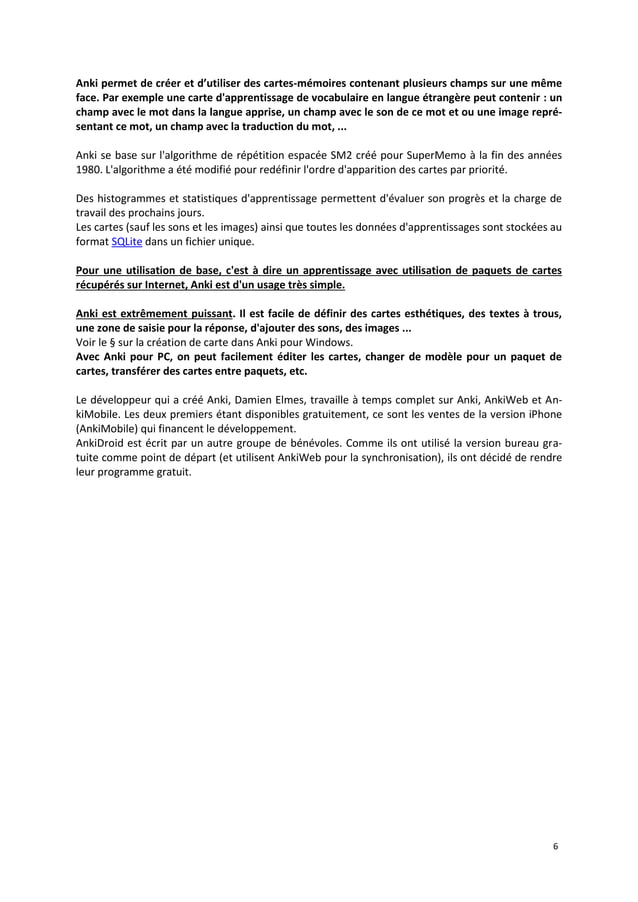 Anki permet de créer et d’utiliser des cartes-mémoires contenant plusieurs champs sur une même
face. Par exemple une carte d'apprentissage de vocabulaire en langue étrangère peut contenir : un
champ avec le mot dans la langue apprise, un champ avec le son de ce mot et ou une image repré-
sentant ce mot, un champ avec la traduction du mot, ...
Anki se base sur l'algorithme de répétition espacée SM2 créé pour SuperMemo à la fin des années
1980. L'algorithme a été modifié pour redéfinir l'ordre d'apparition des cartes par priorité.
Des histogrammes et statistiques d'apprentissage permettent d'évaluer son progrès et la charge de
travail des prochains jours.
Les cartes (sauf les sons et les images) ainsi que toutes les données d'apprentissages sont stockées au
format SQLite dans un fichier unique.
Pour une utilisation de base, c'est à dire un apprentissage avec utilisation de paquets de cartes
récupérés sur Internet, Anki est d'un usage très simple.
Anki est extrêmement puissant. Il est facile de définir des cartes esthétiques, des textes à trous,
une zone de saisie pour la réponse, d'ajouter des sons, des images ...
Voir le § sur la création de carte dans Anki pour Windows.
Avec Anki pour PC, on peut facilement éditer les cartes, changer de modèle pour un paquet de
cartes, transférer des cartes entre paquets, etc.
Le développeur qui a créé Anki, Damien Elmes, travaille à temps complet sur Anki, AnkiWeb et An-
kiMobile. Les deux premiers étant disponibles gratuitement, ce sont les ventes de la version iPhone
(AnkiMobile) qui financent le développement.
AnkiDroid est écrit par un autre groupe de bénévoles. Comme ils ont utilisé la version bureau gra-
tuite comme point de départ (et utilisent AnkiWeb pour la synchronisation), ils ont décidé de rendre
leur programme gratuit.
6